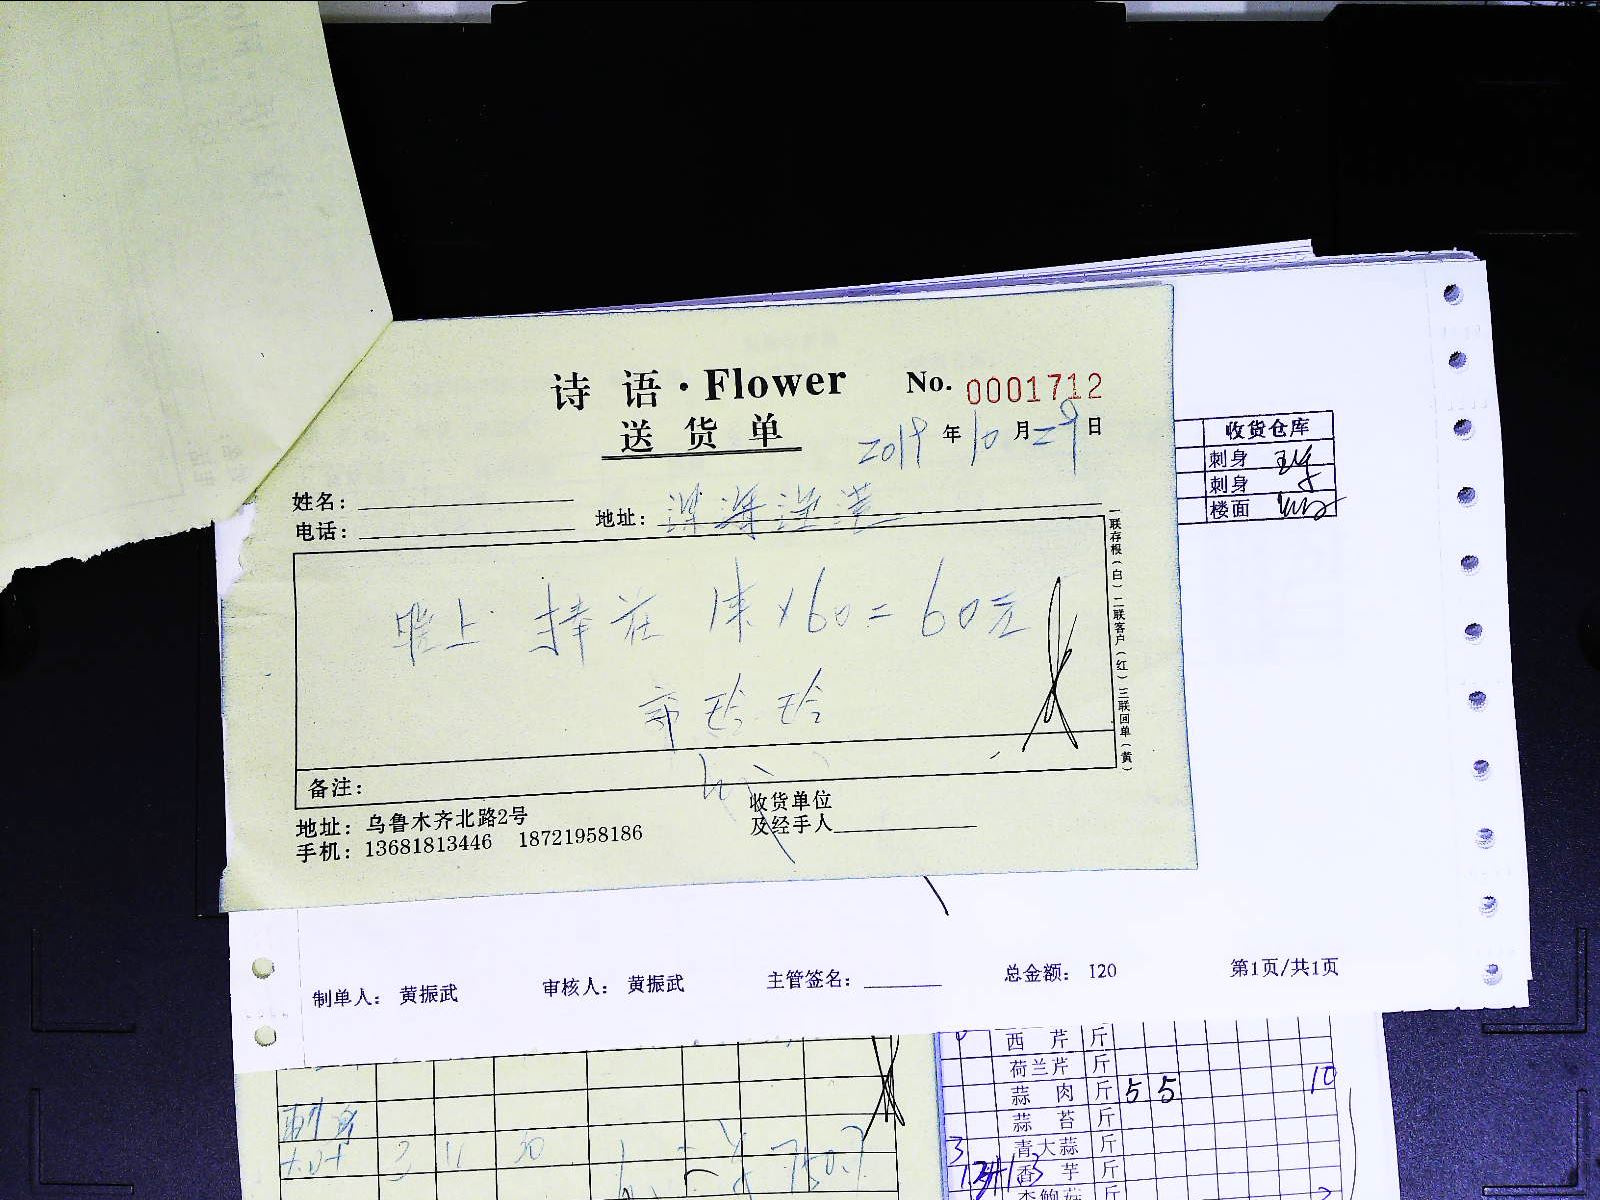 诗 语·Flower No. 0001712
送 货 单 2019 年 10 月 29 日
姓名：
电话： 地址：
晚上 捧花 1束×60=60元
玲玲
备注：
地址：乌鲁木齐北路2号
手机：13681813446 18721958186
收货单位
及经手人
一联存根（白）二联客户（红）三联回单（黄）
收货仓库
刺身
刺身
楼面
制单人： 黄振武 审核人： 黄振武 主管签名： 总金额： 120 第1页/共1页
西 芹 斤
荷兰芹 斤
蒜 肉 斤 5 5 10
蒜 苔 斤
3 青大蒜 斤
香 芋 斤